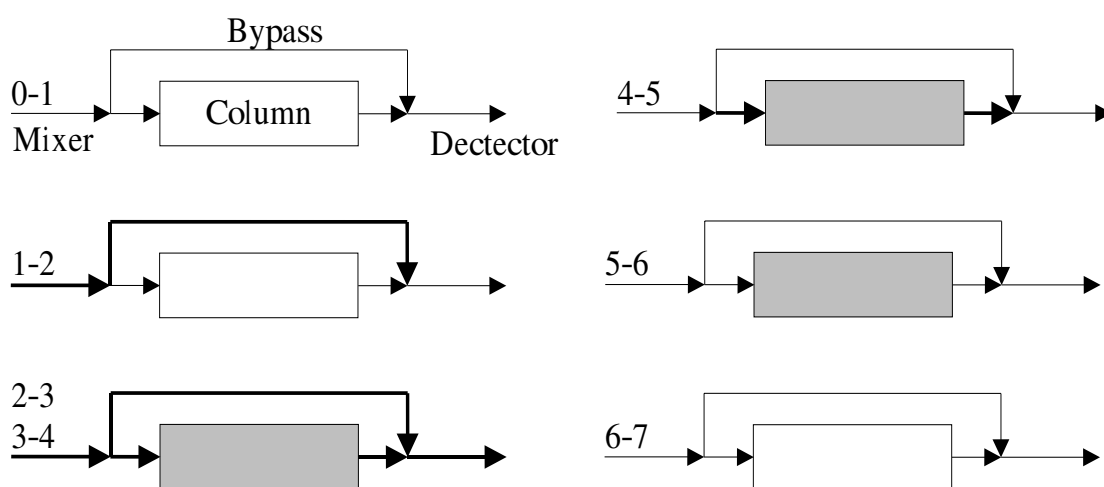 Bypass
0-1
Column
Mixer
Dectector
1-2
2-3
3-4
4-5
5-6
6-7